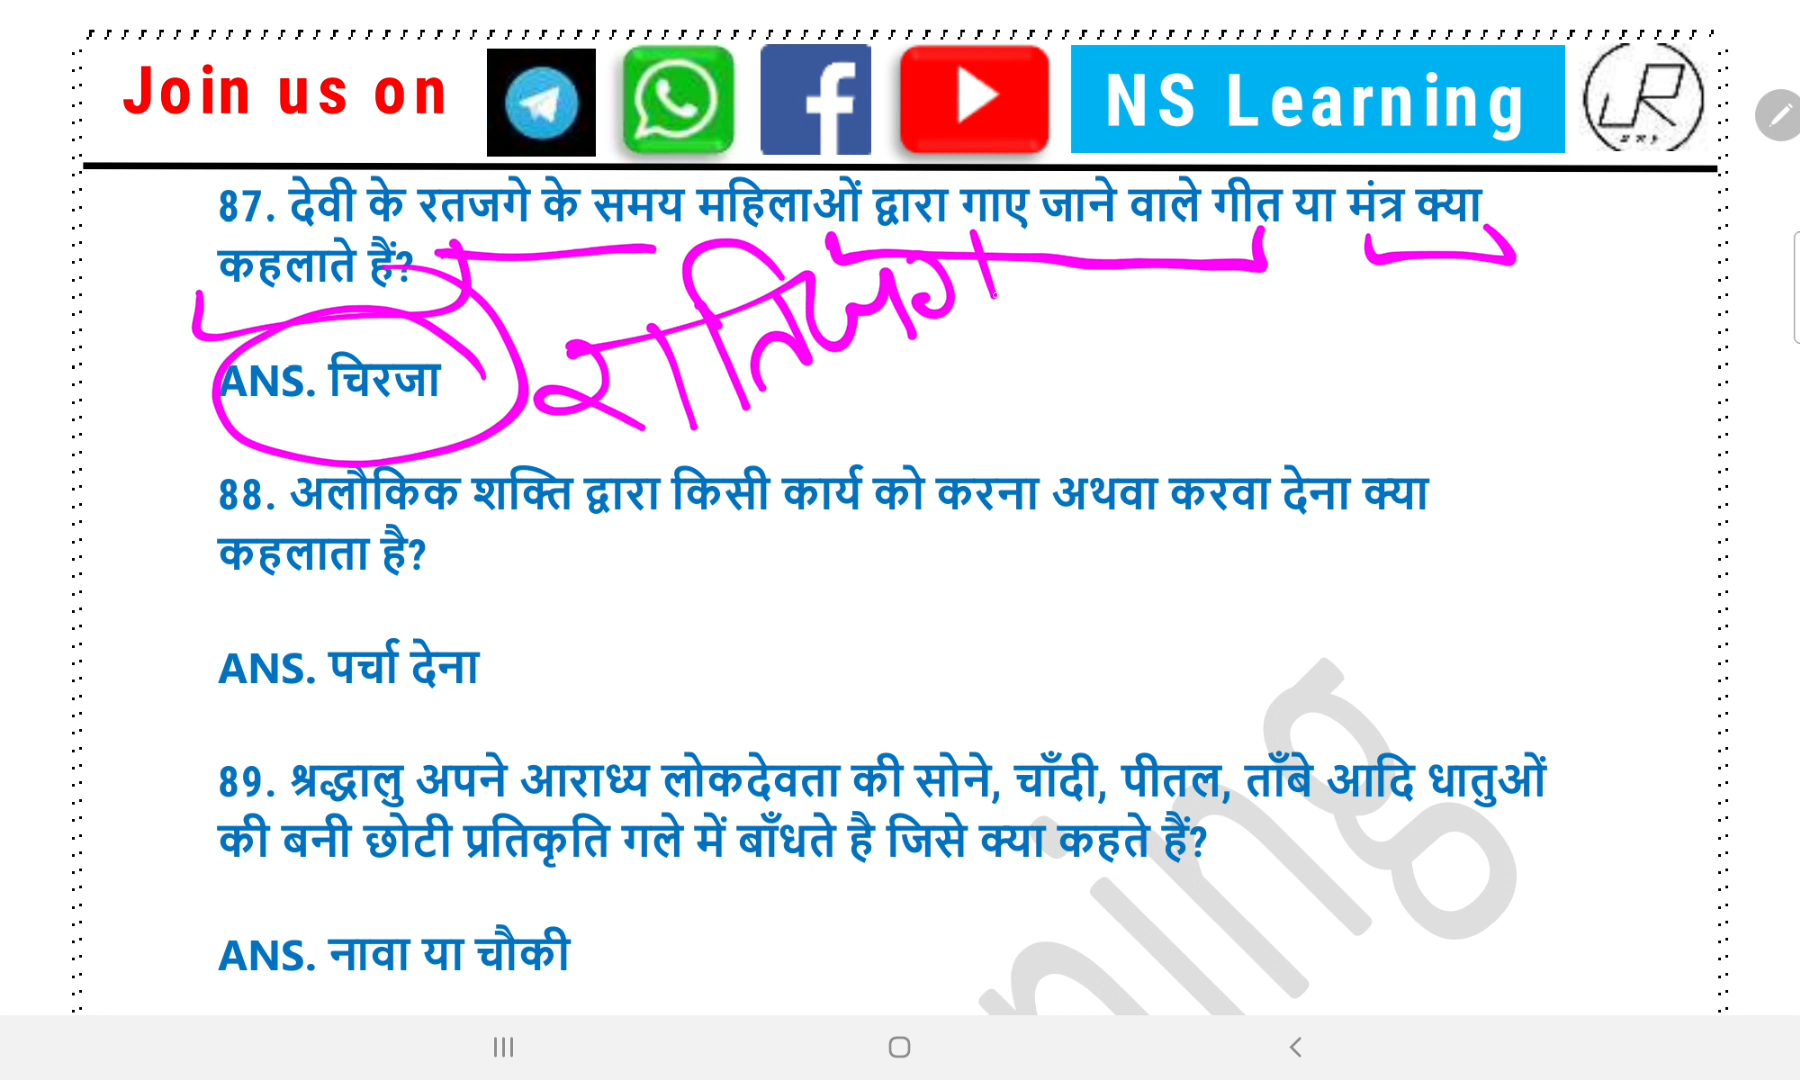 Join us on NS Learning
87. देवी के रतजगे के समय महिलाओं द्वारा गाए जाने वाले गीत या मंत्र क्या
कहलाते हैं?
रातिजगा
ANS. चिरजा
88. अलौकिक शक्ति द्वारा किसी कार्य को करना अथवा करवा देना क्या
कहलाता है?
ANS. पर्चा देना
89. श्रद्धालु अपने आराध्य लोकदेवता की सोने, चाँदी, पीतल, ताँबे आदि धातुओं
की बनी छोटी प्रतिकृति गले में बाँधते है जिसे क्या कहते हैं?
ANS. नावा या चौकी
ning